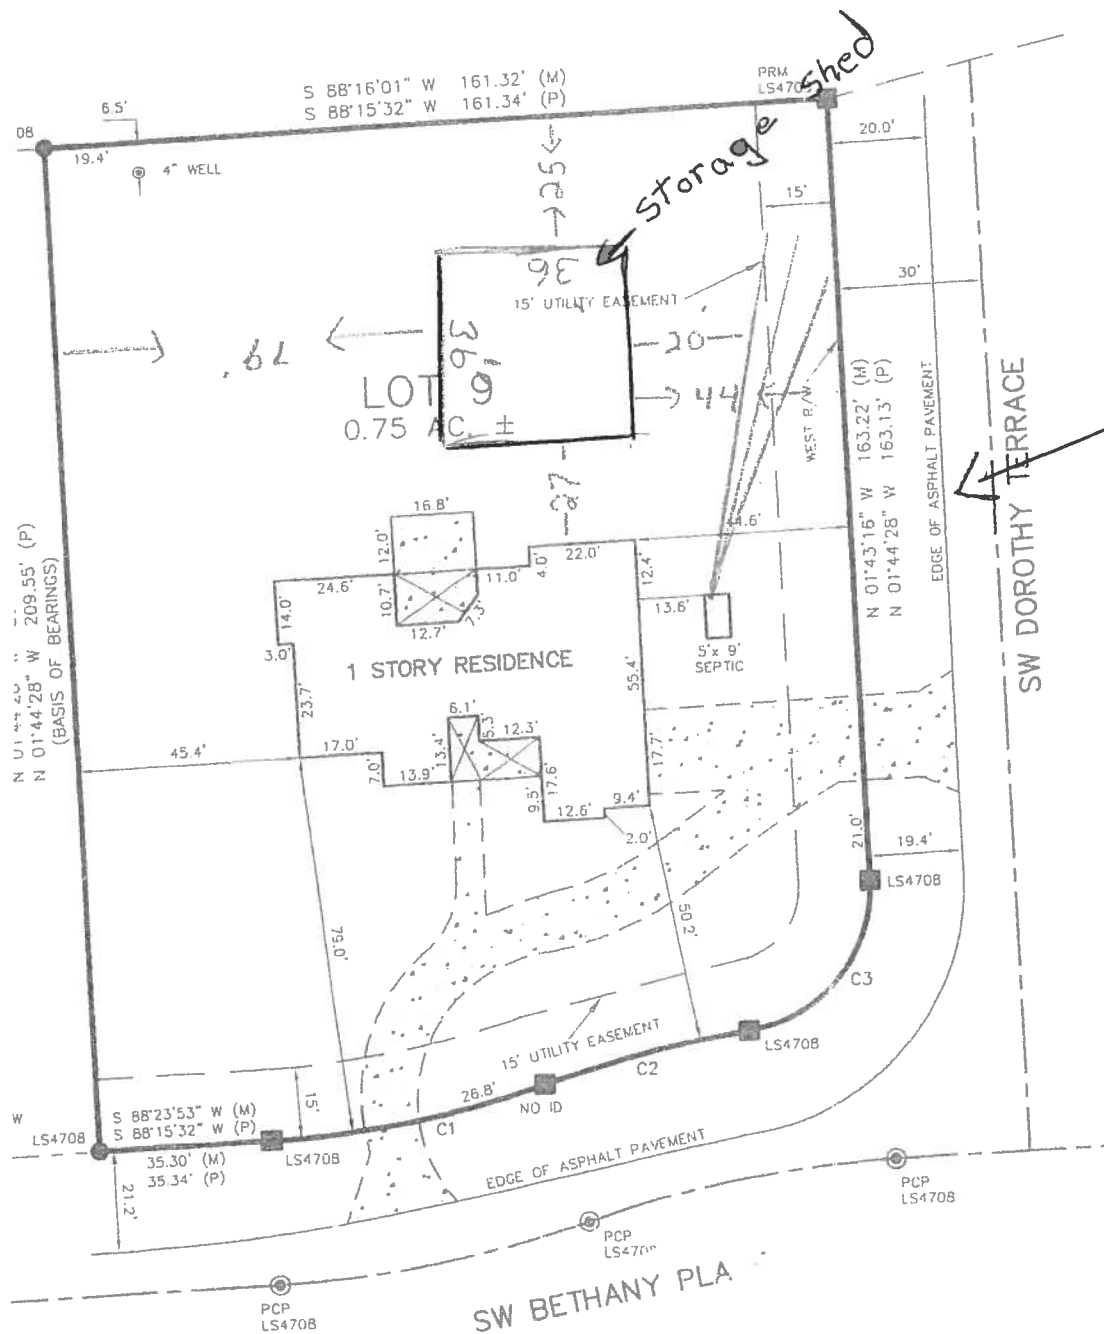 shed
storage
PRM
S 88°16'01" W 161.32' (M)
S 88°15'32" W 161.34' (P)
6.5'
08
19.4'
4" WELL
20.0'
15'
30'
25
36
36
15' UTILITY EASEMENT
20
44
79'
27
LOT 9
0.75 AC. ±
WEST R/W
N 01°43'16" W 163.22' (M)
N 01°44'28" W 163.13' (P)
EDGE OF ASPHALT PAVEMENT
SW DOROTHY TERRACE
N 01°44'28" W 209.55' (P)
(BASIS OF BEARINGS)
16.8'
12.0'
24.6'
11.0'
4.0'
22.0'
12.4'
44.6'
10.7'
12.7'
7.3'
14.0'
3.0'
13.6'
5'x 9'
SEPTIC
1 STORY RESIDENCE
55.4'
23.7'
6.1'
5.3'
12.3'
13.4'
17.0'
7.0'
13.9'
17.6'
9.5'
17.7'
12.6'
9.4'
2.0'
45.4'
21.0'
19.4'
LS4708
79.0'
50.2'
C3
LS4708
15' UTILITY EASEMENT
C2
26.8'
NO ID
C1
15'
S 88°23'53" W (M)
S 88°15'32" W (P)
W
LS4708
35.30' (M)
35.34' (P)
LS4708
21.2'
EDGE OF ASPHALT PAVEMENT
PCP
LS4708
PCP
PCP
LS4708
SW BETHANY PLA